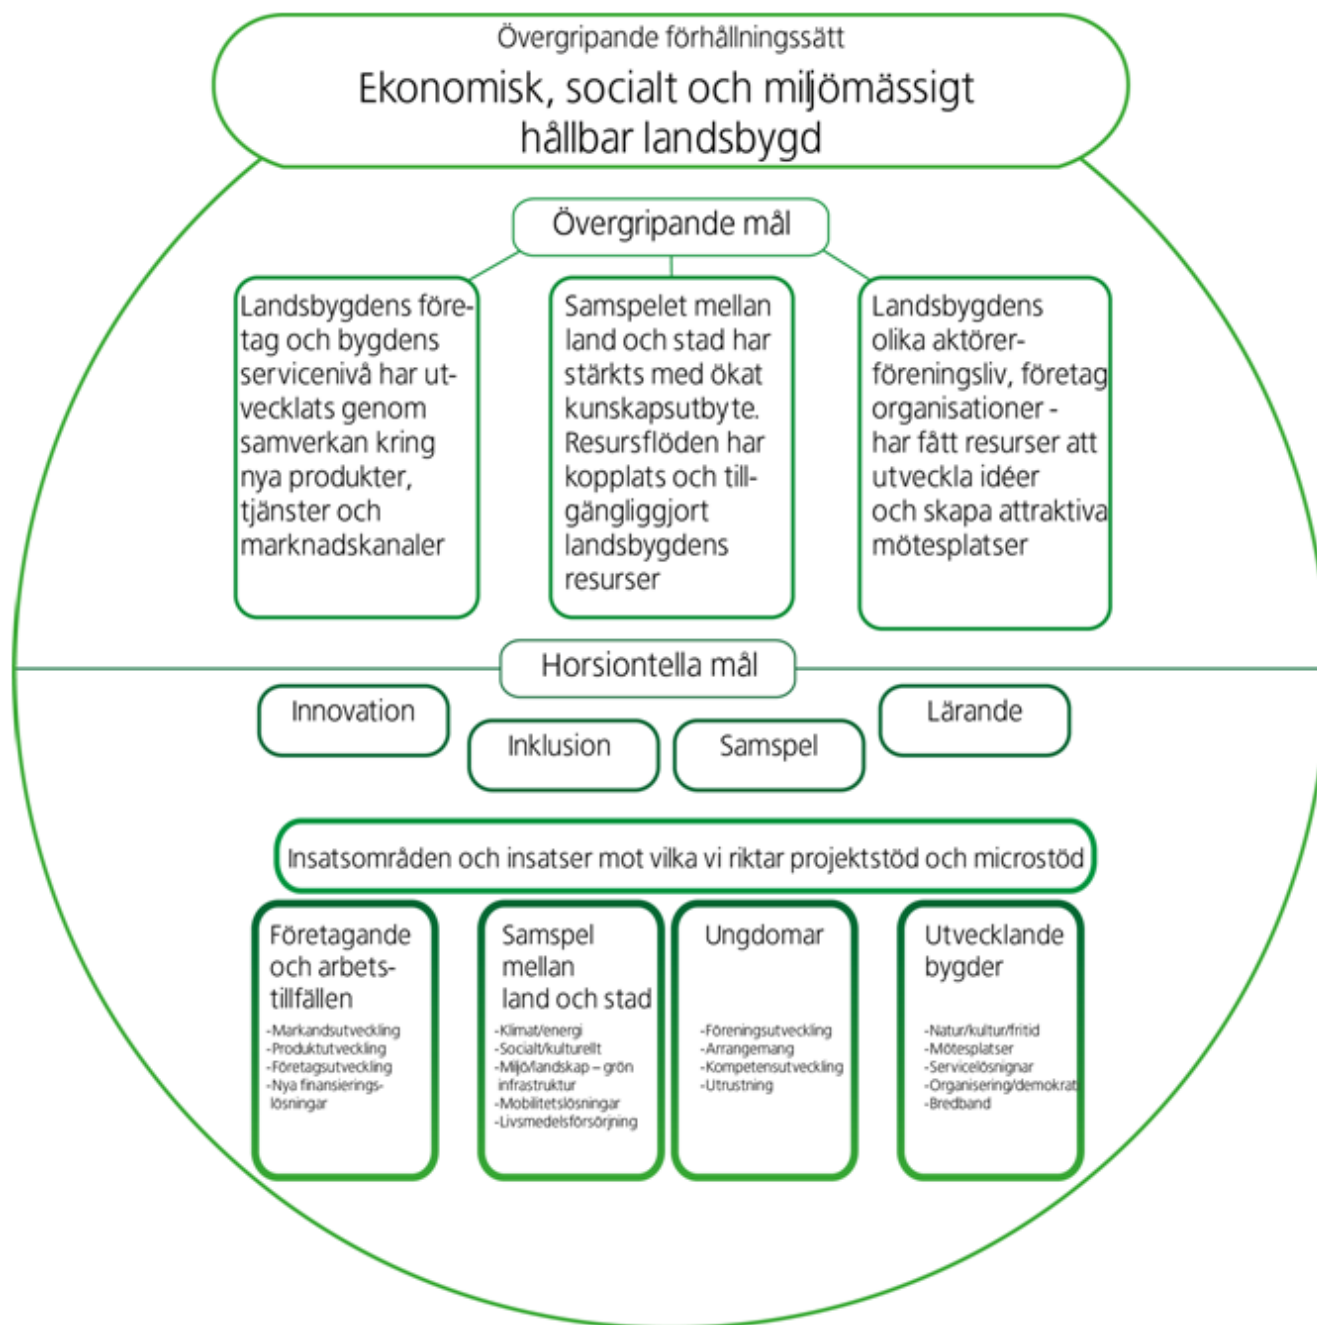 Övergripande förhållningssätt
Ekonomisk, socialt och miljömässigt
hållbar landsbygd
Övergripande mål
Landsbygdens före-
tag och bygdens
servicenivå har ut-
vecklats genom
samverkan kring
nya produkter,
tjänster och
marknadskanaler
Samspelet mellan
land och stad har
stärkts med ökat
kunskapsutbyte.
Resursflöden har
kopplats och till-
gängliggjort
landsbygdens
resurser
Landsbygdens
olika aktörer-
föreningsliv, företag
organisationer -
har fått resurser att
utveckla idéer
och skapa attraktiva
mötesplatser
Horsiontella mål
Innovation
Inklusion
Samspel
Lärande
Insatsområden och insatser mot vilka vi riktar projektstöd och microstöd
Företagande
och arbets-
tillfällen
-Markandsutveckling
-Produktutveckling
-Företagsutveckling
-Nya finansierings-
lösningar
Samspel
mellan
land och stad
-Klimat/energi
-Socialt/kulturellt
-Miljö/landskap – grön
infrastruktur
-Mobilitetslösningar
-Livsmedelsförsörjning
Ungdomar
-Föreningsutveckling
-Arrangemang
-Kompetensutveckling
-Utrustning
Utvecklande
bygder
-Natur/kultur/fritid
-Mötesplatser
-Servicelösnignar
-Organisering/demokrat
-Bredband